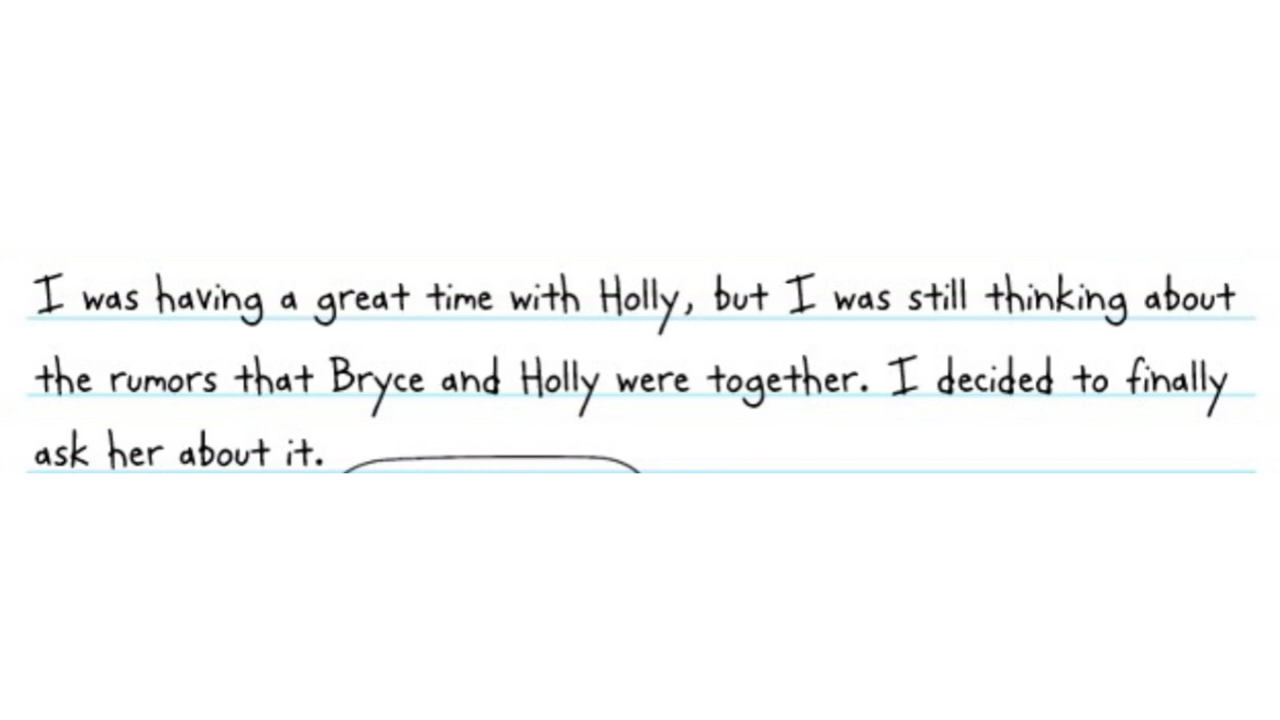 I was having a great time with Holly, but I was still thinking about
the rumors that Bryce and Holly were together. I decided to finally
ask her about it.